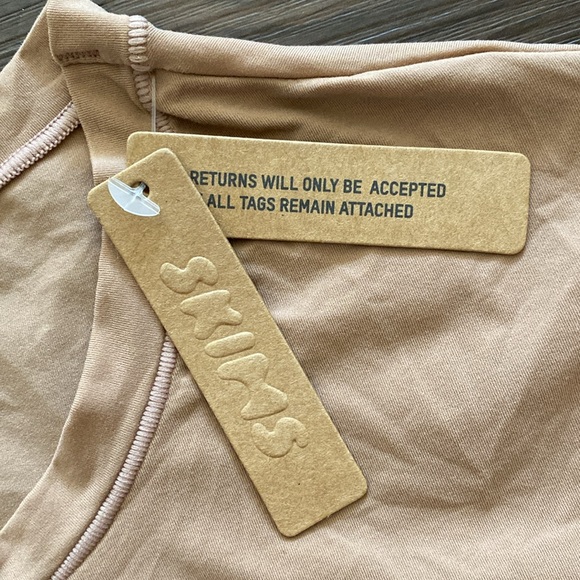 RETURNS WILL ONLY BE ACCEPTED
ALL TAGS REMAIN ATTACHED
SKIMS